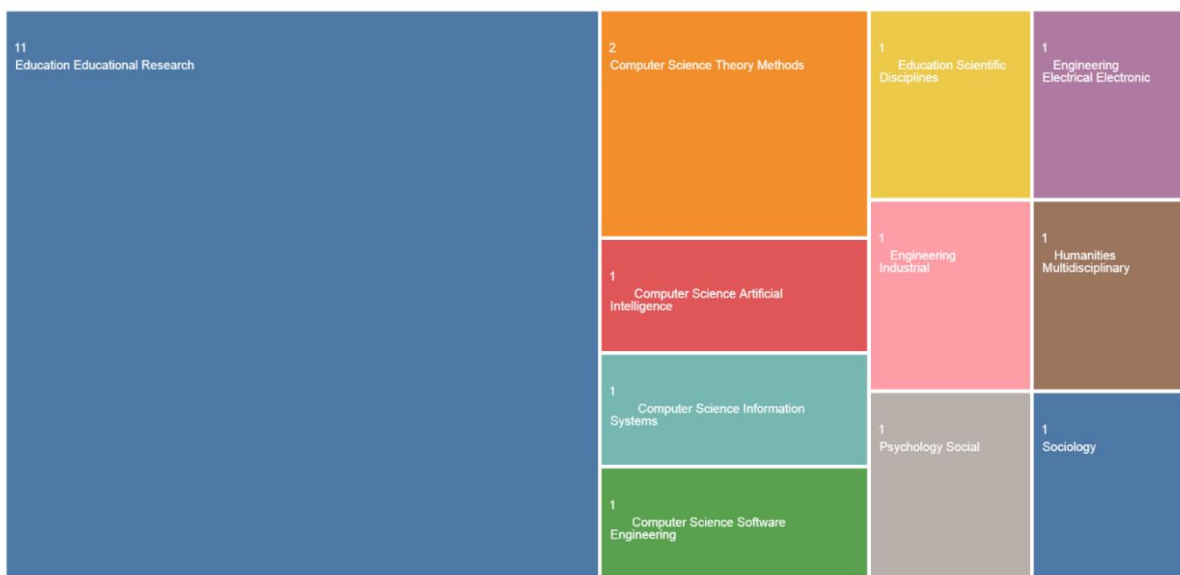 11
Education Educational Research
2
Computer Science Theory Methods
1
Computer Science Artificial
Intelligence
1
Computer Science Information
Systems
1
Computer Science Software
Engineering
1
Education Scientific
Disciplines
1
Engineering
Industrial
1
Psychology Social
1
Engineering
Electrical Electronic
1
Humanities
Multidisciplinary
1
Sociology